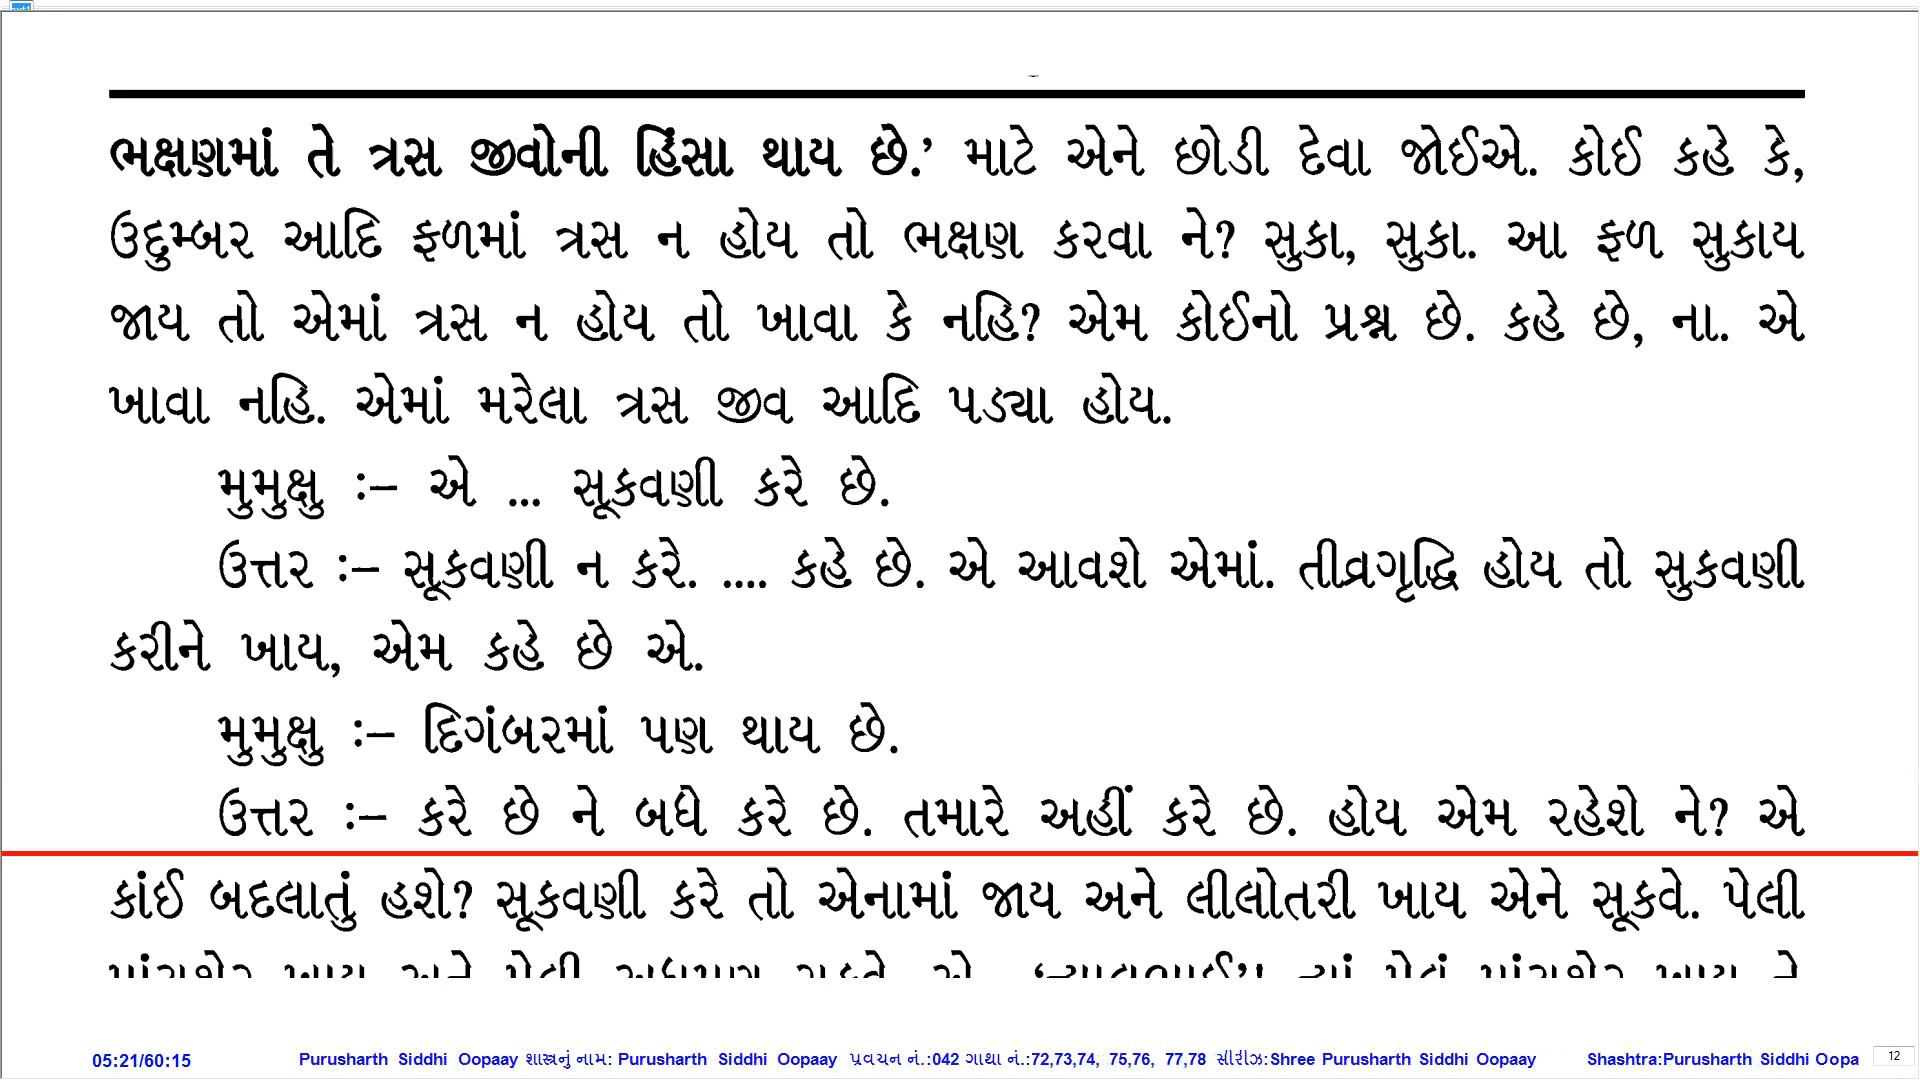 ભક્ષણમાં તે ત્રસ જીવોની હિંસા થાય છે.’ માટે એને છોડી દેવા જોઈએ. કોઈ કહે કે,
ઉદુમ્બર આદિ ફળમાં ત્રસ ન હોય તો ભક્ષણ કરવા ને? સુકા, સુકા. આ ફળ સુકાય
જાય તો એમાં ત્રસ ન હોય તો ખાવા કે નહિ? એમ કોઈનો પ્રશ્ન છે. કહે છે, ના. એ
ખાવા નહિ. એમાં મરેલા ત્રસ જીવ આદિ પડ્યા હોય.
મુમુક્ષુ :– એ ... સૂકવણી કરે છે.
ઉત્તર :– સૂકવણી ન કરે. .... કહે છે. એ આવશે એમાં. તીવ્રગૃદ્ધિ હોય તો સુકવણી
કરીને ખાય, એમ કહે છે એ.
મુમુક્ષુ :– દિગંબરમાં પણ થાય છે.
ઉત્તર :– કરે છે ને બધે કરે છે. તમારે અહીં કરે છે. હોય એમ રહેશે ને? એ
કાંઈ બદલાતું હશે? સૂકવણી કરે તો એનામાં જાય અને લીલોતરી ખાય એને સૂકવે. પેલી
05:21/60:15 Purusharth Siddhi Oopaay શાસ્ત્રનું નામ: Purusharth Siddhi Oopaay પ્રવચન નં.:042 ગાથા નં.:72,73,74, 75,76, 77,78 સીરીઝ:Shree Purusharth Siddhi Oopaay Shashtra:Purusharth Siddhi Oopa 12